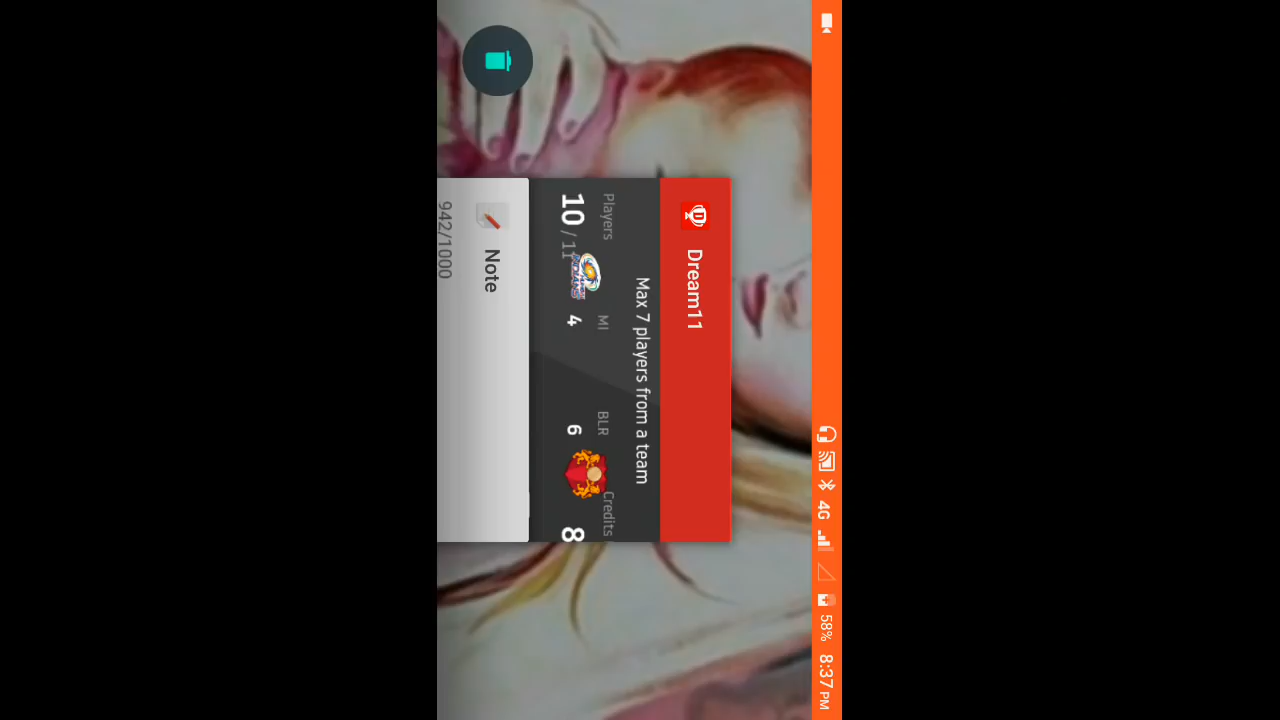 4G 58% 8:37 PM
Dream11
Max 7 players from a team
Players MI BLR Credits
10 / 11 4 6 8
Note
942/1000